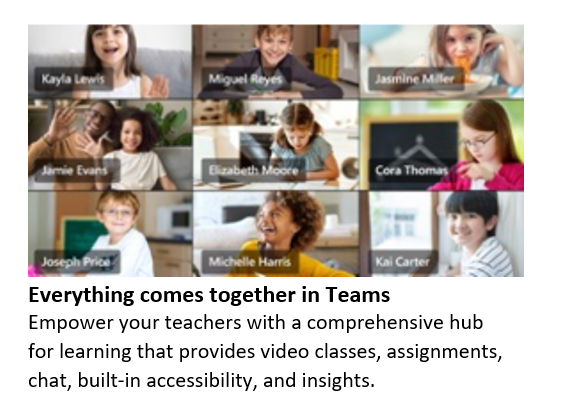 Kayla Lewis
Miguel Reyes
Jasmine Miller
Jamie Evans
Elizabeth Moore
Cora Thomas
Joseph Price
Michelle Harris
Kai Carter
Everything comes together in Teams
Empower your teachers with a comprehensive hub
for learning that provides video classes, assignments,
chat, built-in accessibility, and insights.